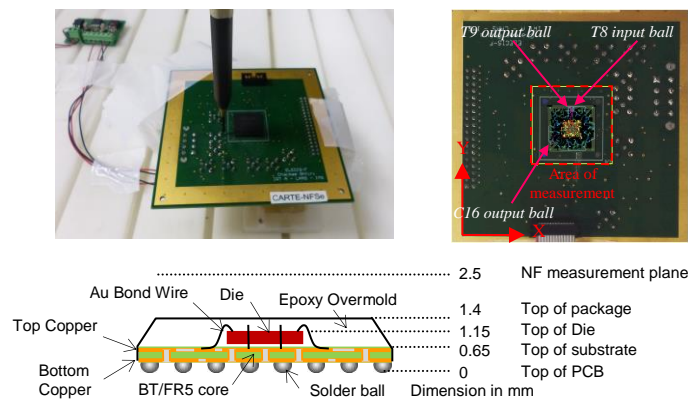 CARTE-NF5e
T9 output ball
T8 input ball
Y
Area of
measurement
C16 output ball
X
2.5 NF measurement plane
Au Bond Wire
Die
Epoxy Overmold
1.4 Top of package
Top Copper
1.15 Top of Die
0.65 Top of substrate
Bottom
Copper
BT/FR5 core
Solder ball
0 Top of PCB
Dimension in mm